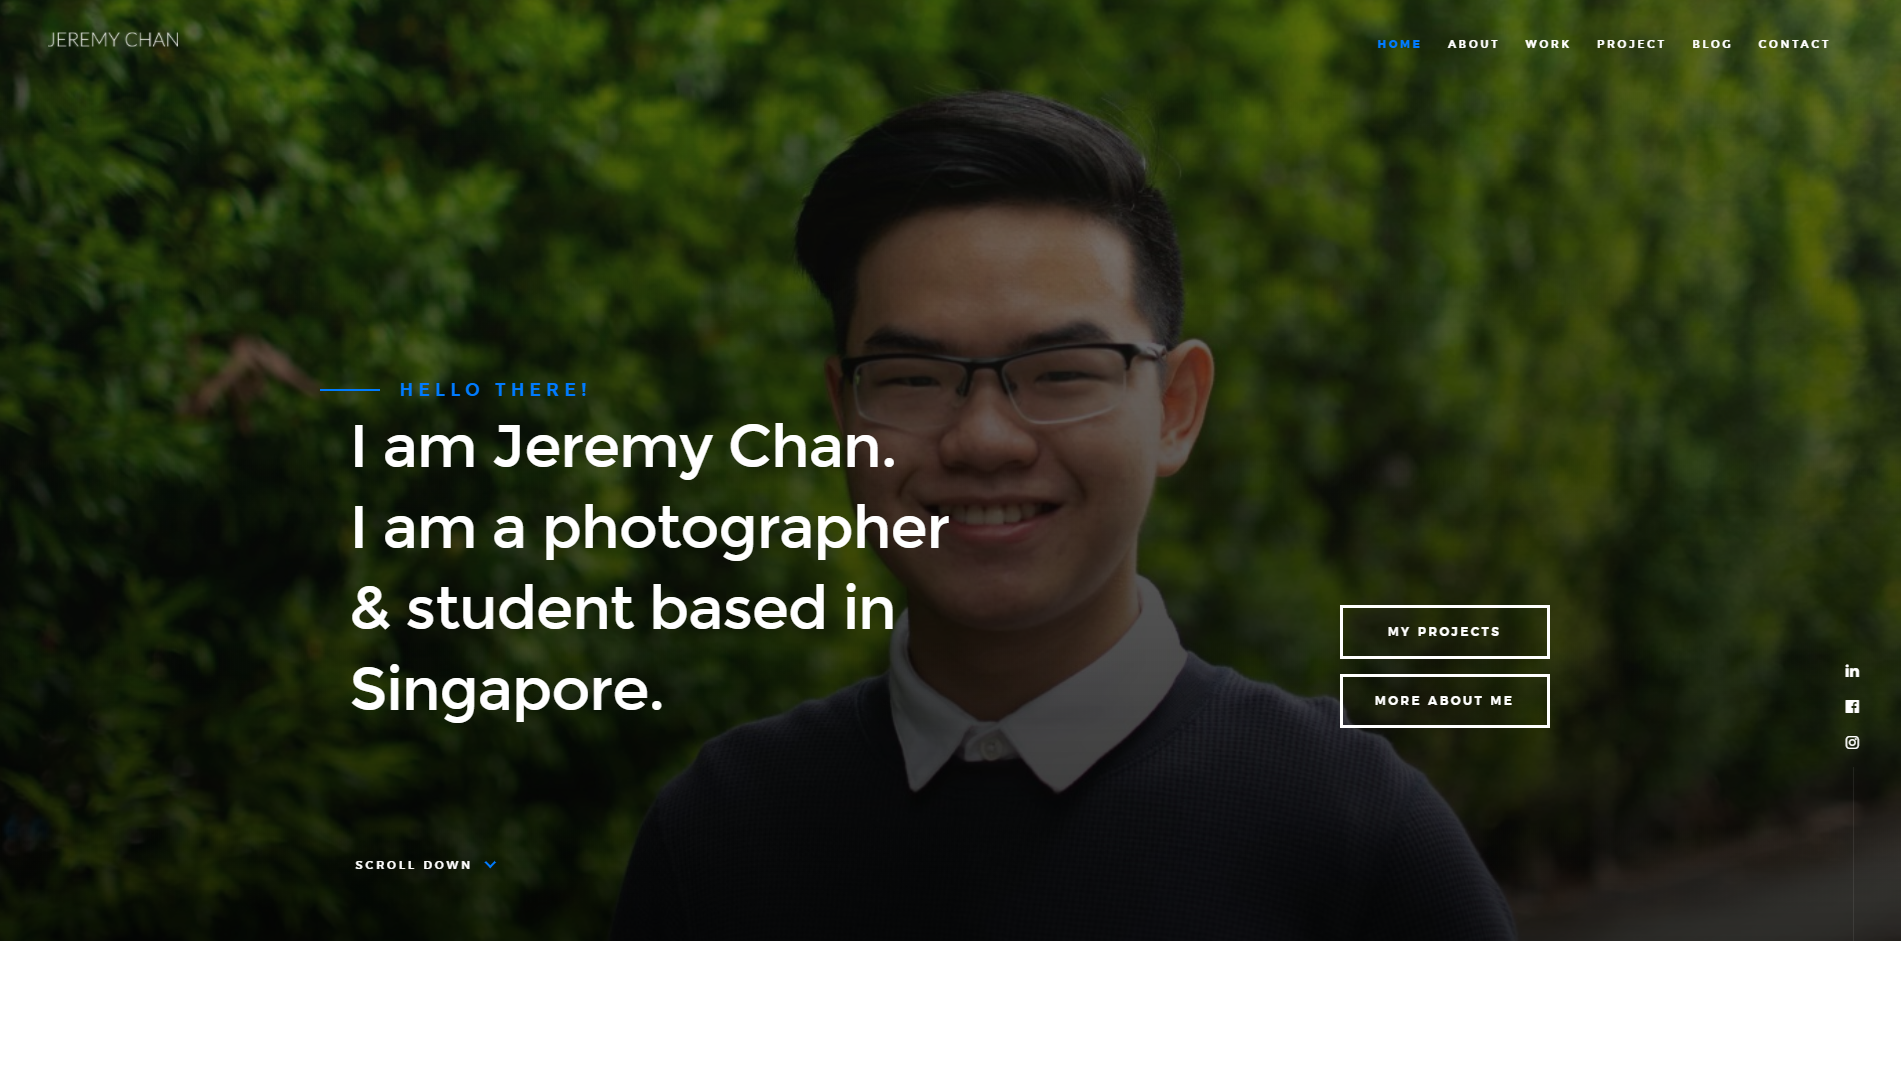 JEREMY CHAN
HOME ABOUT WORK PROJECT BLOG CONTACT
HELLO THERE!
I am Jeremy Chan.
I am a photographer
& student based in
Singapore.
MY PROJECTS
MORE ABOUT ME
in
SCROLL DOWN